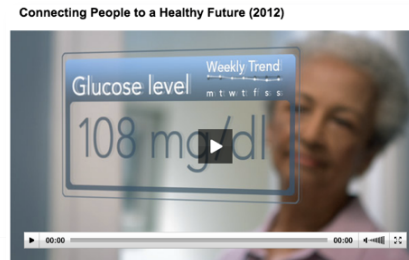 Connecting People to a Healthy Future (2012)
Weekly Trend
Glucose level
m t w t f s s
108 mg/dl
00:00
00:00